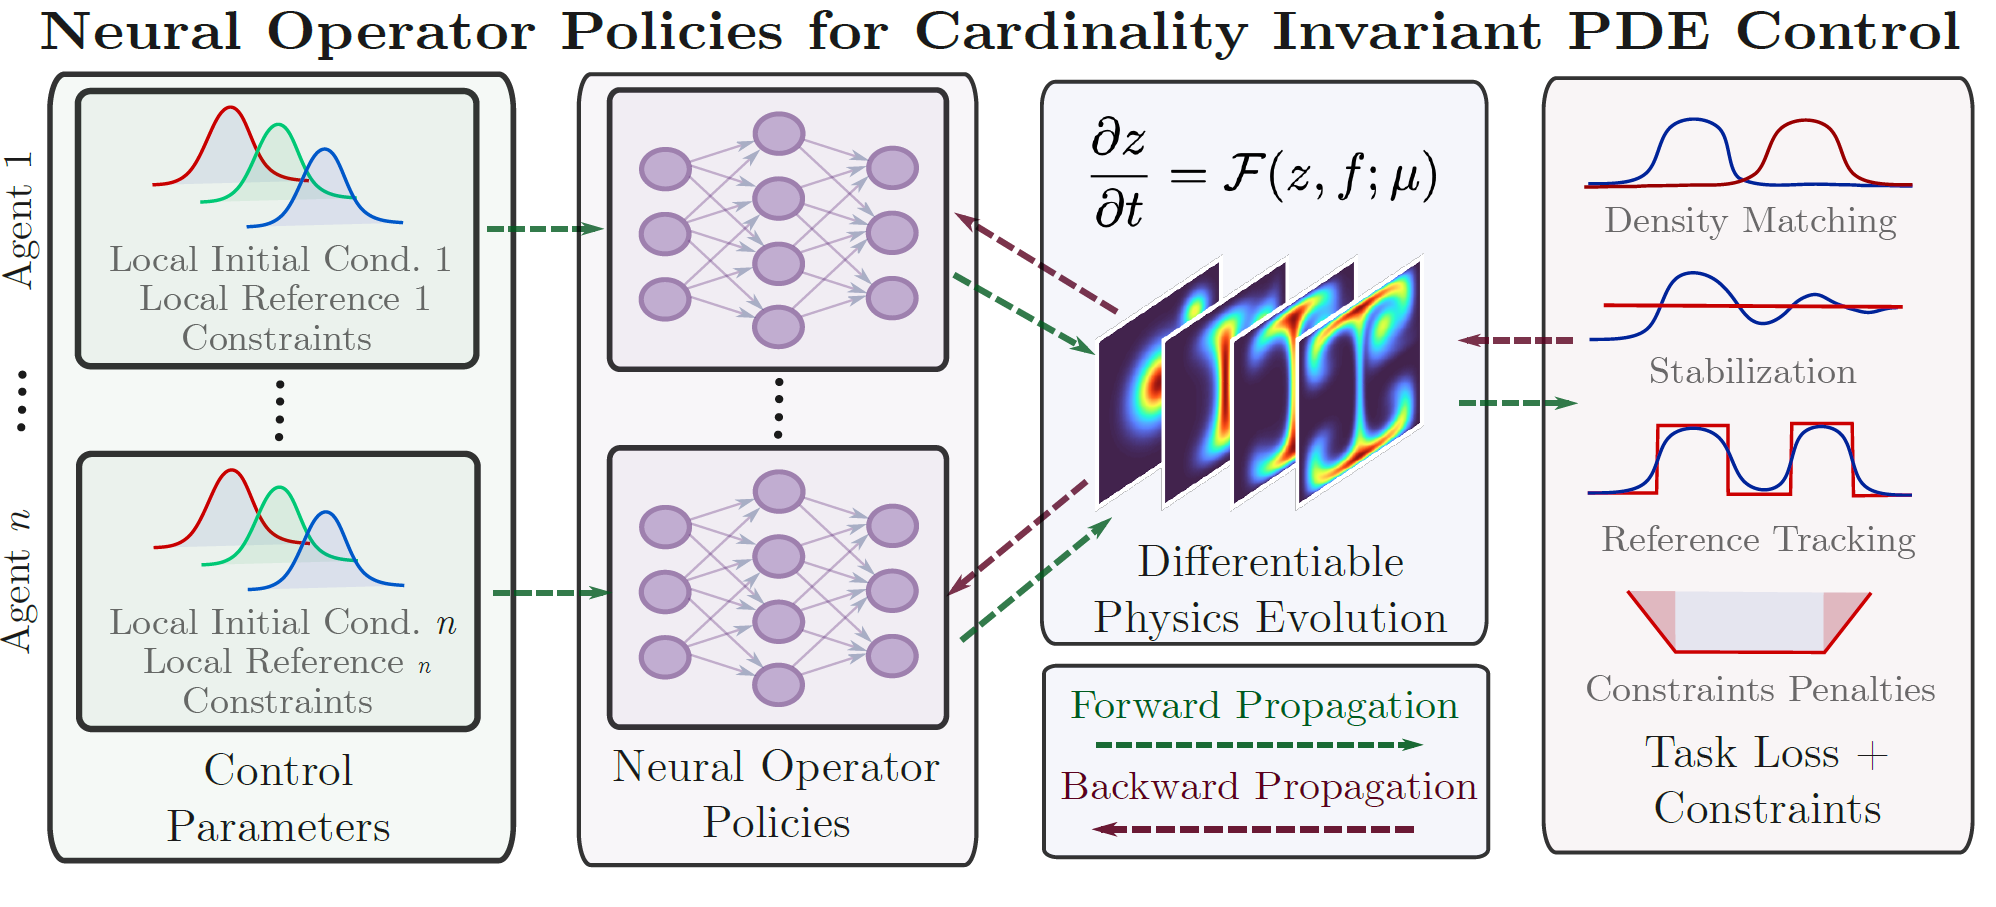 Neural Operator Policies for Cardinality Invariant PDE Control
Agent 1
Local Initial Cond. 1
Local Reference 1
Constraints
Agent n
Local Initial Cond. n
Local Reference n
Constraints
Control
Parameters
Neural Operator
Policies
∂z/∂t = ℱ(z, f; μ)
Differentiable
Physics Evolution
Forward Propagation
Backward Propagation
Density Matching
Stabilization
Reference Tracking
Constraints Penalties
Task Loss +
Constraints